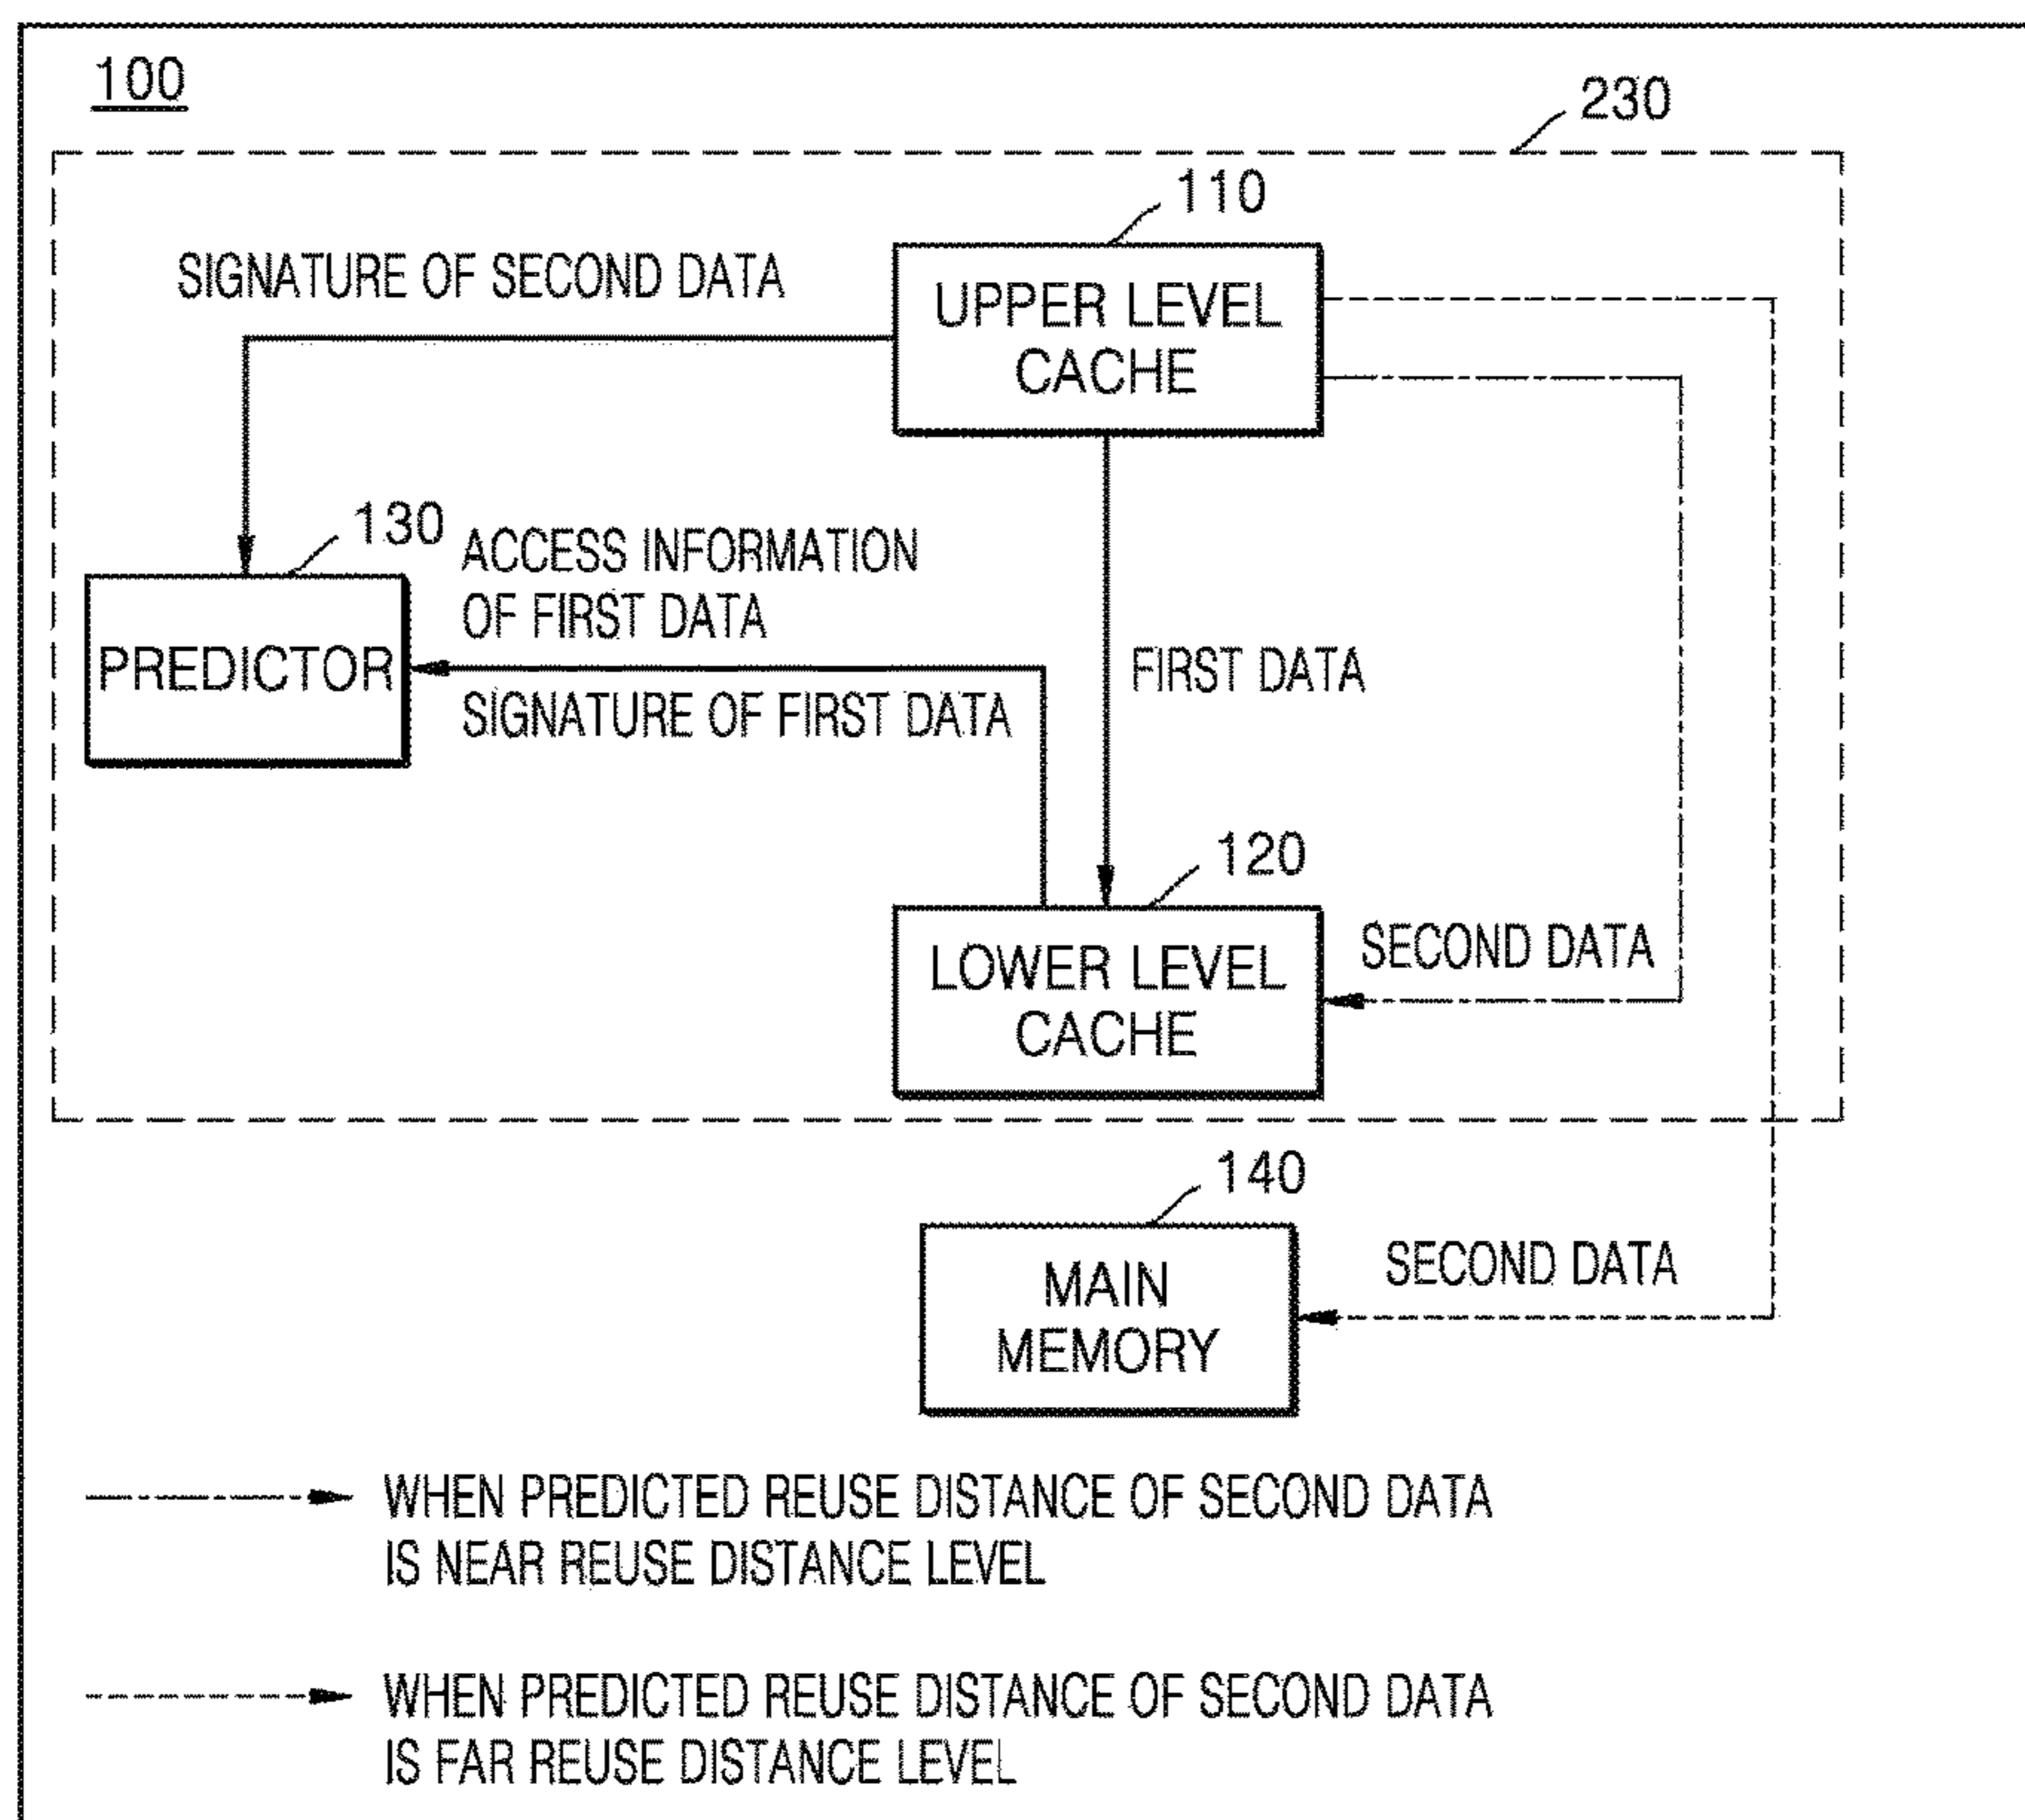 100
230
110
SIGNATURE OF SECOND DATA
UPPER LEVEL
CACHE
130
ACCESS INFORMATION
OF FIRST DATA
PREDICTOR
FIRST DATA
SIGNATURE OF FIRST DATA
120
LOWER LEVEL
CACHE
SECOND DATA
140
MAIN
MEMORY
SECOND DATA
WHEN PREDICTED REUSE DISTANCE OF SECOND DATA
IS NEAR REUSE DISTANCE LEVEL
WHEN PREDICTED REUSE DISTANCE OF SECOND DATA
IS FAR REUSE DISTANCE LEVEL